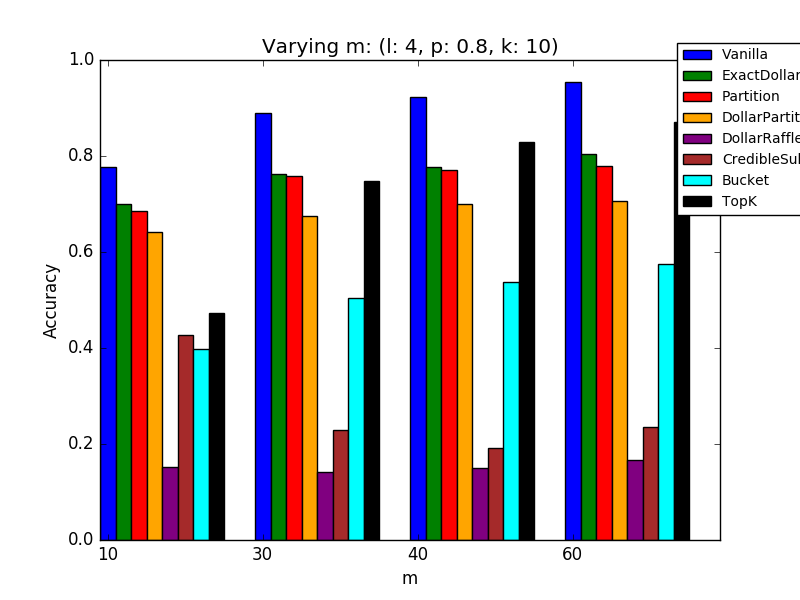 Varying m: (l: 4, p: 0.8, k: 10)
Vanilla
ExactDollar
Partition
DollarPartit
DollarRaffle
CredibleSu
Bucket
TopK
1.0
0.8
0.6
0.4
0.2
0.0
Accuracy
10 30 40 60
m